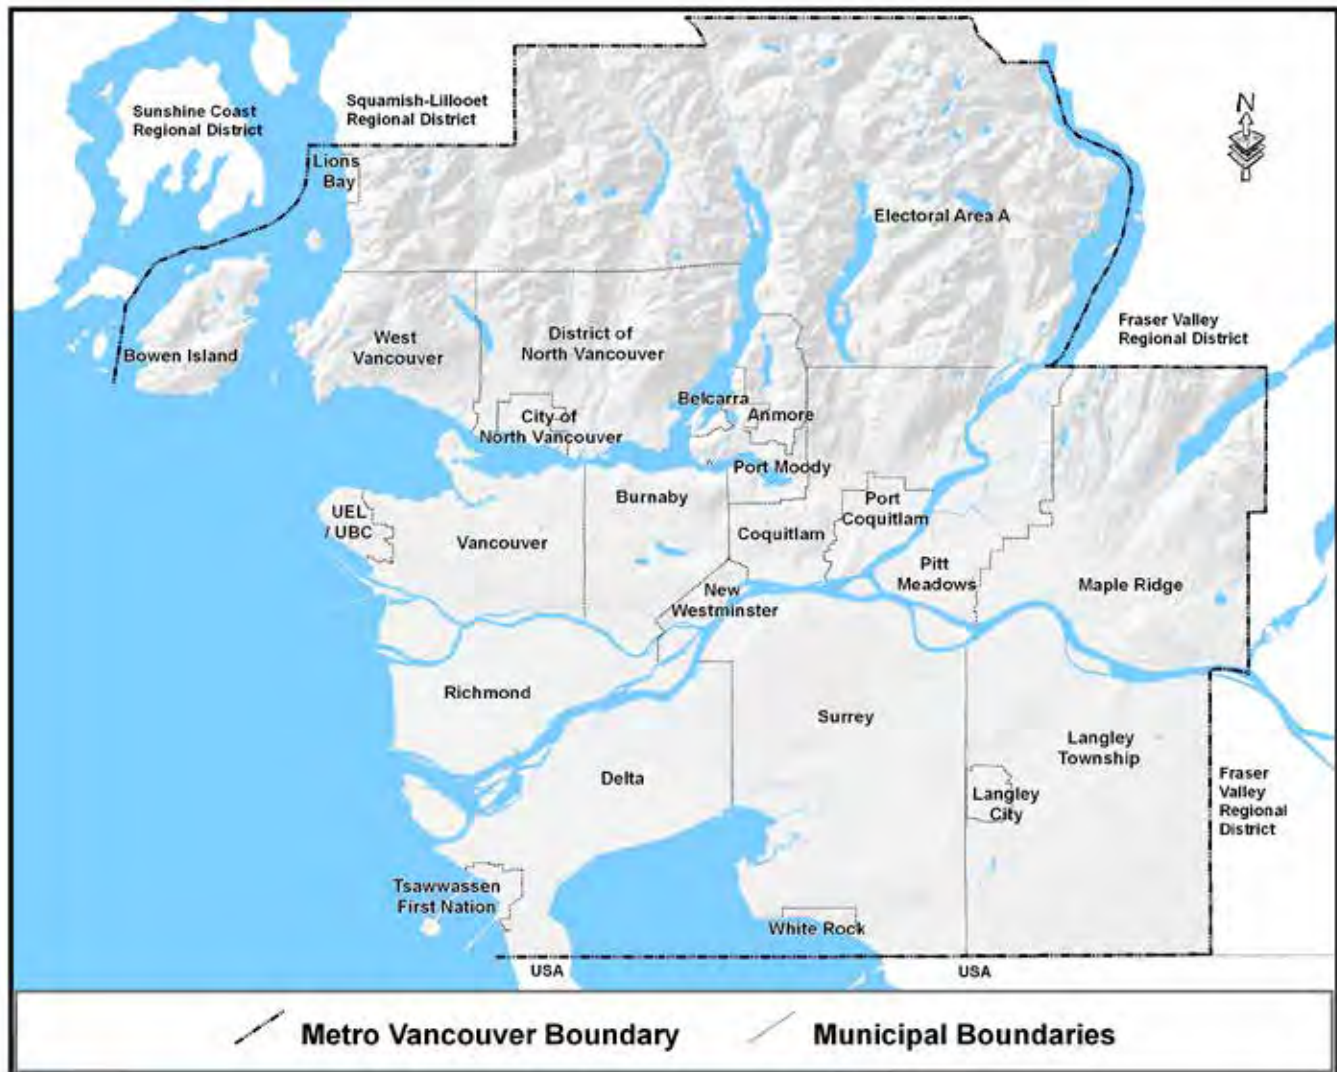 Sunshine Coast
Regional District
Squamish-Lillooet
Regional District
N
Lions
Bay
Electoral Area A
Fraser Valley
Regional District
Bowen Island
West
Vancouver
District of
North Vancouver
Belcarra
Anmore
City of
North Vancouver
Port Moody
UEL
/ UBC
Vancouver
Burnaby
Coquitlam
Port
Coquitlam
Pitt
Meadows
Maple Ridge
New
Westminster
Richmond
Surrey
Langley
Township
Delta
Langley
City
Fraser
Valley
Regional
District
Tsawwassen
First Nation
White Rock
USA
USA
Metro Vancouver Boundary
Municipal Boundaries